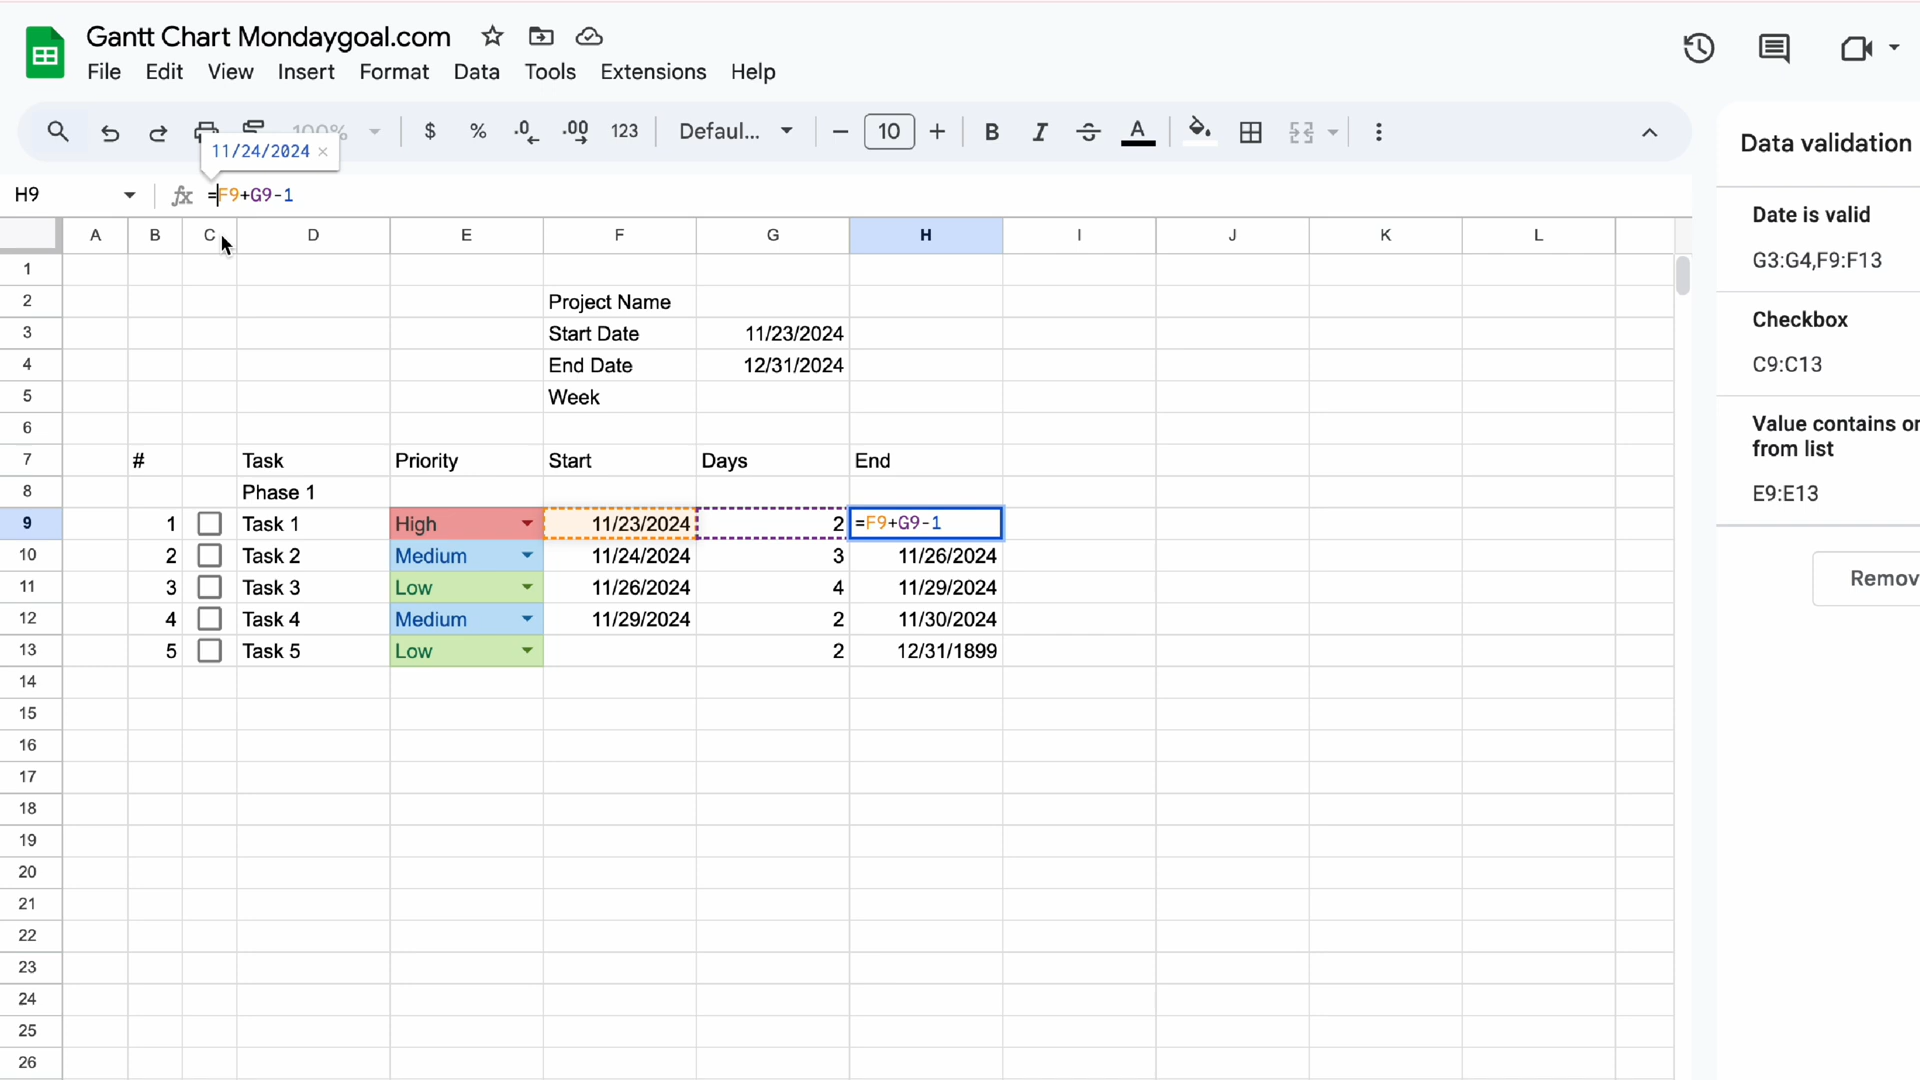 Gantt Chart Mondaygoal.com
File Edit View Insert Format Data Tools Extensions Help
100% $ % .0 .00 123 Defaul... − 10 + B I S A
11/24/2024 ×
H9 fx =F9+G9-1
A B C D E F G H I J K L
1
2 Project Name
3 Start Date 11/23/2024
4 End Date 12/31/2024
5 Week
6
7 # Task Priority Start Days End
8 Phase 1
9 1 Task 1 High 11/23/2024 2 =F9+G9-1
10 2 Task 2 Medium 11/24/2024 3 11/26/2024
11 3 Task 3 Low 11/26/2024 4 11/29/2024
12 4 Task 4 Medium 11/29/2024 2 11/30/2024
13 5 Task 5 Low 2 12/31/1899
14
15
16
17
18
19
20
21
22
23
24
25
26
Data validation
Date is valid
G3:G4,F9:F13
Checkbox
C9:C13
Value contains or
from list
E9:E13
Remov